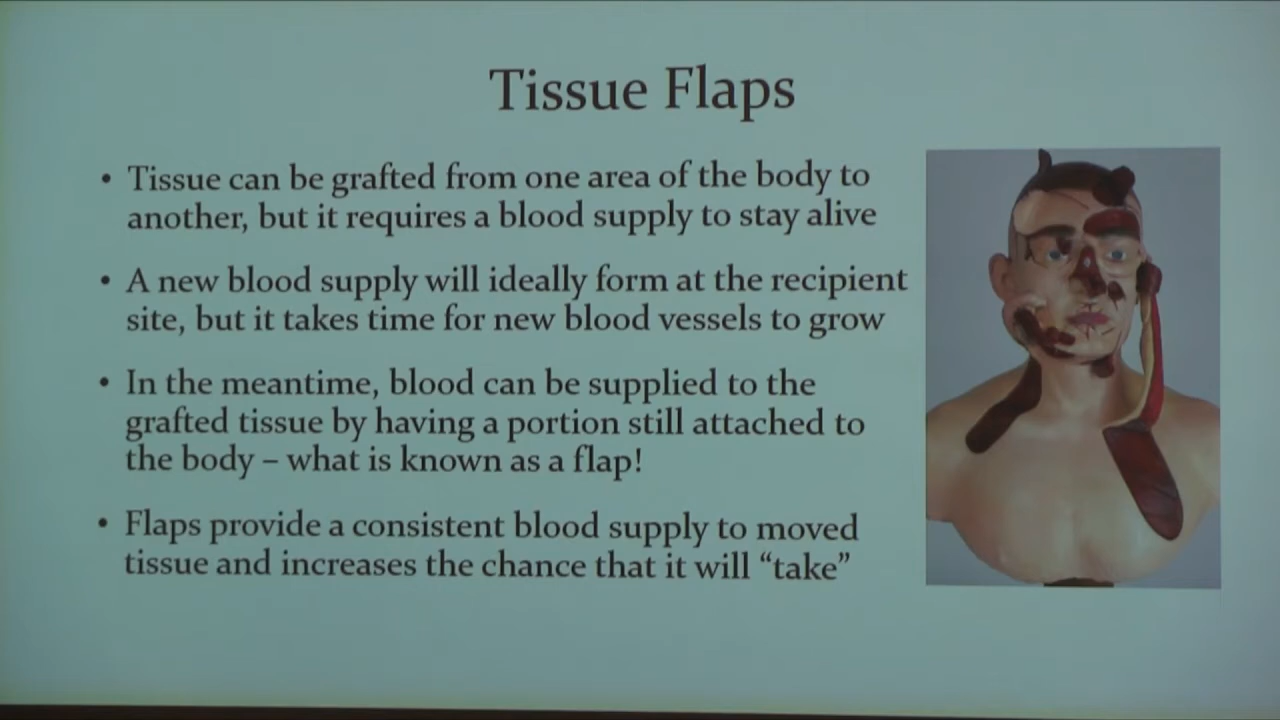 Tissue Flaps
• Tissue can be grafted from one area of the body to
another, but it requires a blood supply to stay alive
• A new blood supply will ideally form at the recipient
site, but it takes time for new blood vessels to grow
• In the meantime, blood can be supplied to the
grafted tissue by having a portion still attached to
the body – what is known as a flap!
• Flaps provide a consistent blood supply to moved
tissue and increases the chance that it will “take”